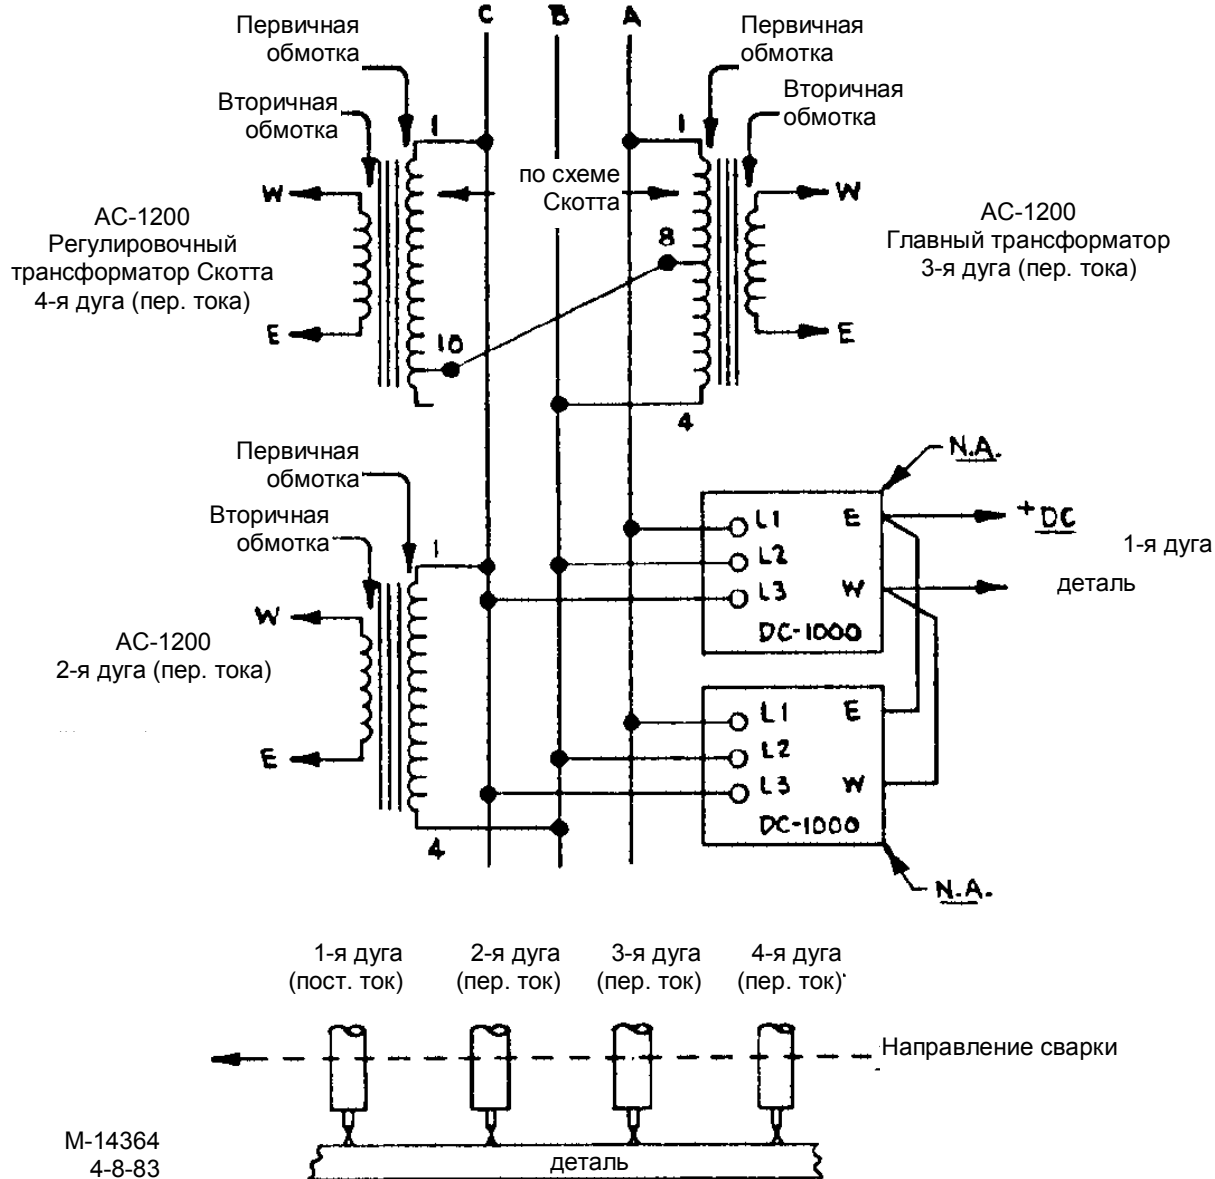 C B A
Первичная
обмотка
Вторичная
обмотка
1
W
E
10
АС-1200
Регулировочный
трансформатор Скотта
4-я дуга (пер. тока)
по схеме
Скотта
Первичная
обмотка
Вторичная
обмотка
1
8
4
W
E
АС-1200
Главный трансформатор
3-я дуга (пер. тока)
Первичная
обмотка
Вторичная
обмотка
1
W
E
4
АС-1200
2-я дуга (пер. тока)
N.A.
L1 E
L2
L3 W
DC-1000
+DC
1-я дуга
деталь
L1 E
L2
L3 W
DC-1000
N.A.
1-я дуга
(пост. ток)
2-я дуга
(пер. ток)
3-я дуга
(пер. ток)
4-я дуга
(пер. ток)
Направление сварки
деталь
М-14364
4-8-83